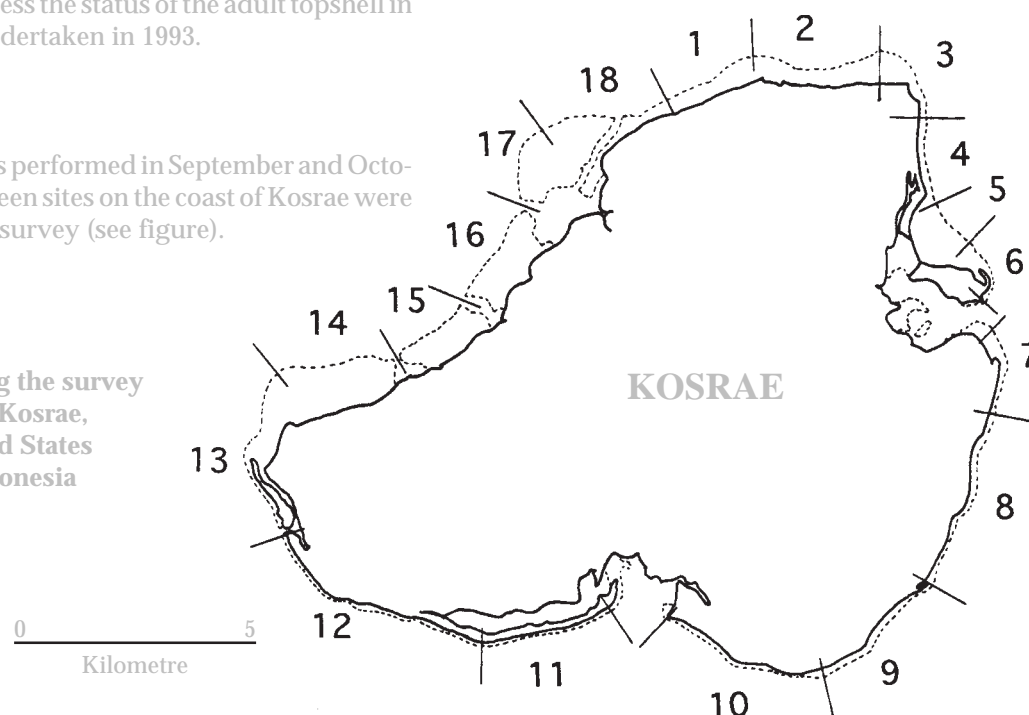 ess the status of the adult topshell in
dertaken in 1993.
s performed in September and Octo-
een sites on the coast of Kosrae were
survey (see figure).
g the survey
Kosrae,
d States
onesia
KOSRAE
1
2
3
4
5
6
7
8
9
10
11
12
13
14
15
16
17
18
0 5
Kilometre